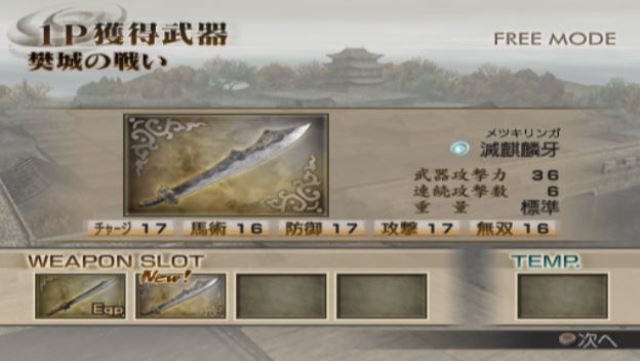 1P獲得武器
FREE MODE
樊城の戦い
メツキリンガ
滅麒麟牙
武器攻撃力 36
連続攻撃数 6
重量 標準
チャージ 17 馬術 16 防御 17 攻撃 17 無双 16
WEAPON SLOT
TEMP.
New!
Eqp
次へ